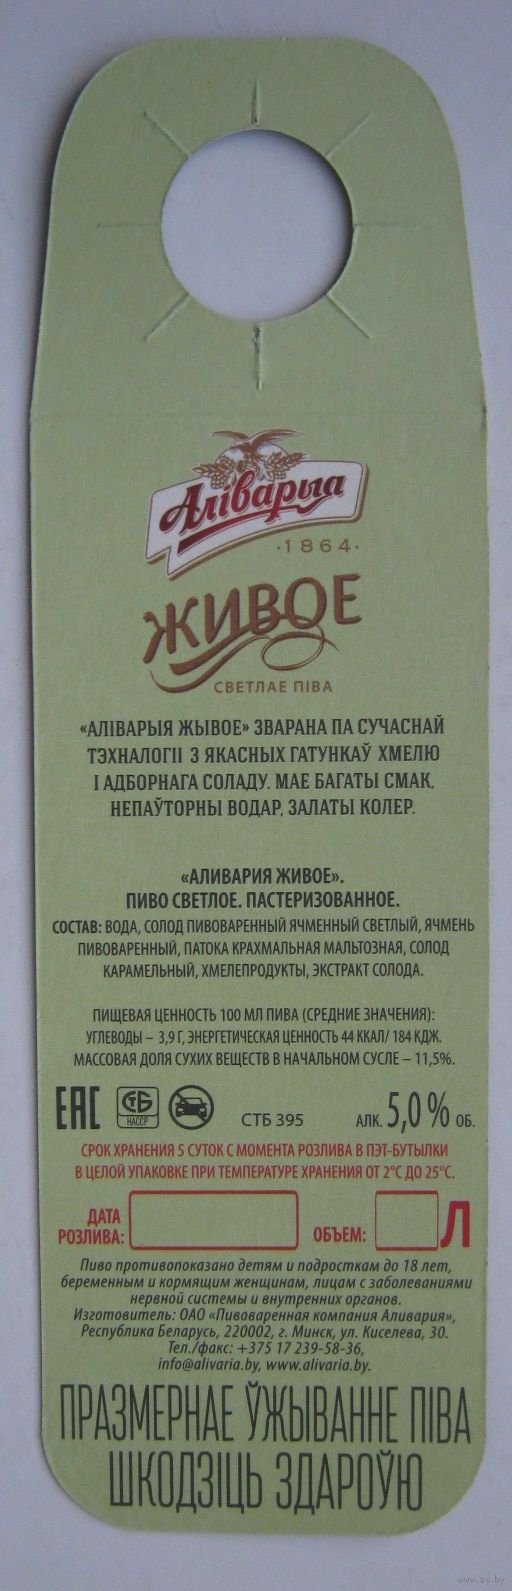 Аліварыя
·1864·
ЖИВОЕ
СВЕТЛАЕ ПІВА
«АЛІВАРЫЯ ЖЫВОЕ» ЗВАРАНА ПА СУЧАСНАЙ
ТЭХНАЛОГІІ З ЯКАСНЫХ ГАТУНКАЎ ХМЕЛЮ
І АДБОРНАГА СОЛАДУ. МАЕ БАГАТЫ СМАК,
НЕПАЎТОРНЫ ВОДАР, ЗАЛАТЫ КОЛЕР.
«АЛИВАРИЯ ЖИВОЕ».
ПИВО СВЕТЛОЕ. ПАСТЕРИЗОВАННОЕ.
СОСТАВ: ВОДА, СОЛОД ПИВОВАРЕННЫЙ ЯЧМЕННЫЙ СВЕТЛЫЙ, ЯЧМЕНЬ
ПИВОВАРЕННЫЙ, ПАТОКА КРАХМАЛЬНАЯ МАЛЬТОЗНАЯ, СОЛОД
КАРАМЕЛЬНЫЙ, ХМЕЛЕПРОДУКТЫ, ЭКСТРАКТ СОЛОДА.
ПИЩЕВАЯ ЦЕННОСТЬ 100 МЛ ПИВА (СРЕДНИЕ ЗНАЧЕНИЯ):
УГЛЕВОДЫ – 3,9 Г, ЭНЕРГЕТИЧЕСКАЯ ЦЕННОСТЬ 44 ККАЛ/ 184 КДЖ.
МАССОВАЯ ДОЛЯ СУХИХ ВЕЩЕСТВ В НАЧАЛЬНОМ СУСЛЕ – 11,5%.
ЕАС СТБ НАССР СТБ 395 АЛК. 5,0 % ОБ.
СРОК ХРАНЕНИЯ 5 СУТОК С МОМЕНТА РОЗЛИВА В ПЭТ-БУТЫЛКИ
В ЦЕЛОЙ УПАКОВКЕ ПРИ ТЕМПЕРАТУРЕ ХРАНЕНИЯ ОТ 2°С ДО 25°С.
ДАТА
РОЗЛИВА: ОБЪЕМ: Л
Пиво противопоказано детям и подросткам до 18 лет,
беременным и кормящим женщинам, лицам с заболеваниями
нервной системы и внутренних органов.
Изготовитель: ОАО «Пивоваренная компания Аливария»,
Республика Беларусь, 220002, г. Минск, ул. Киселева, 30.
Тел./факс: +375 17 239-58-36,
info@alivaria.by, www.alivaria.by.
ПРАЗМЕРНАЕ ЎЖЫВАННЕ ПІВА
ШКОДЗІЦЬ ЗДАРОЎЮ
www.ay.by